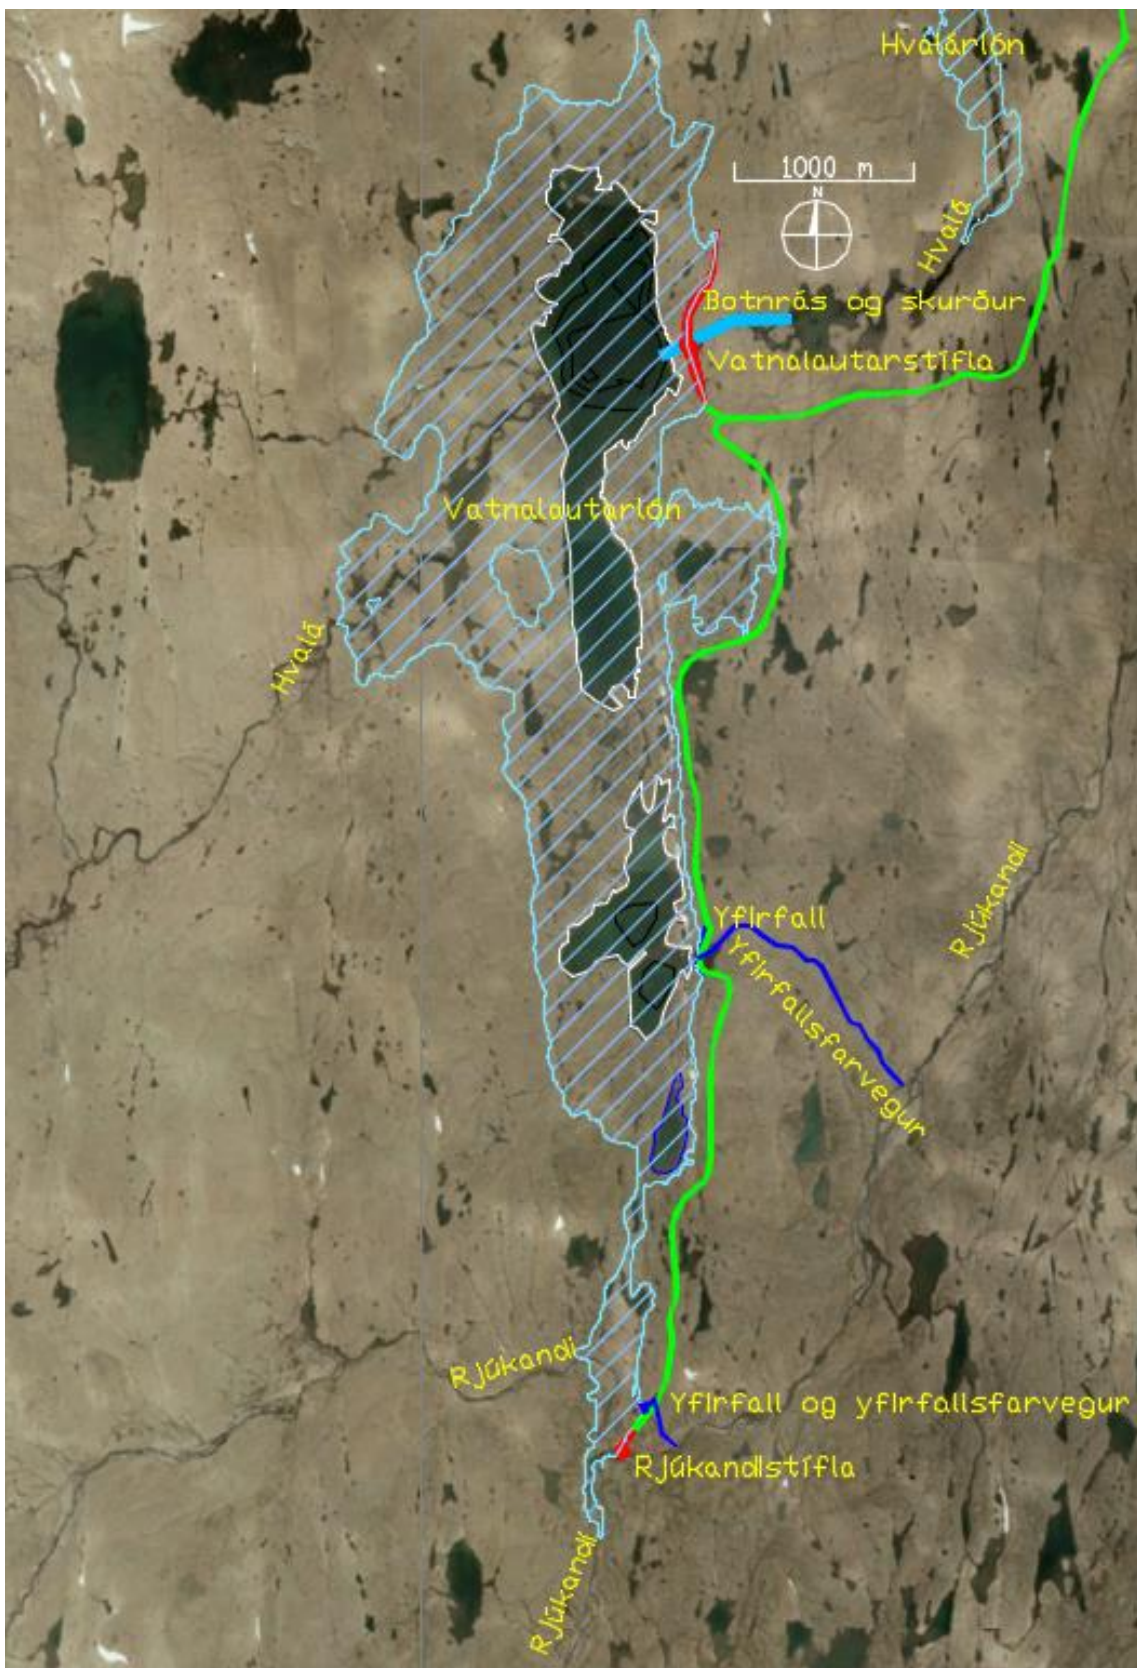 Hvalárlón
1000 m
N
Hvalá
Botnrás og skurður
Vatnalautarstífla
Vatnalautarlón
Hvalá
Rjúkandi
Yfirfall
Yfirfallsfarvegur
Rjúkandi
Yfirfall og yfirfallsfarvegur
Rjúkandistífla
Rjúkandi